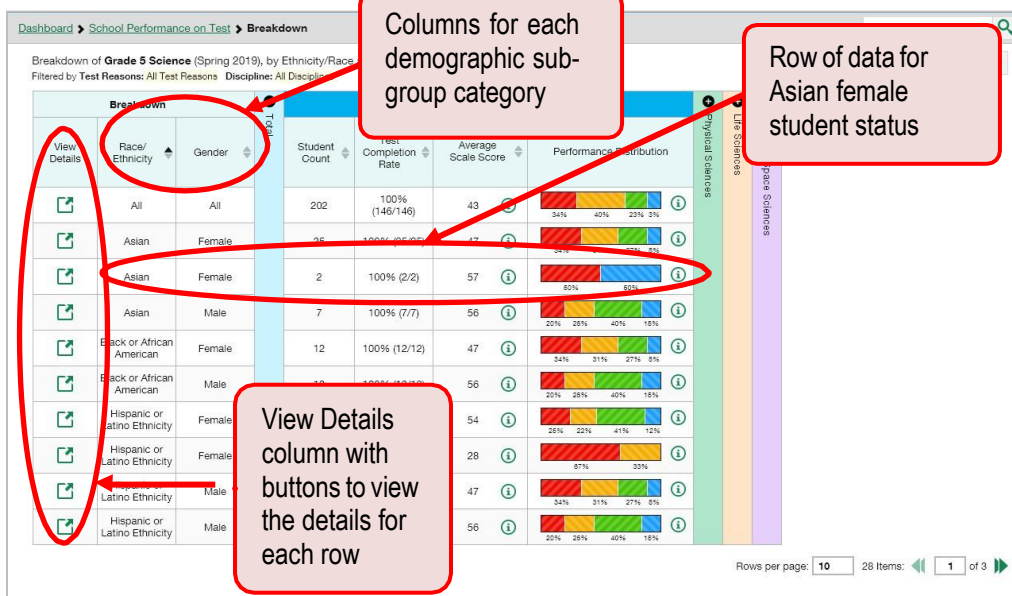 Dashboard ❯ School Performance on Test ❯ Breakdown
Breakdown of Grade 5 Science (Spring 2019), by Ethnicity/Race
Filtered by Test Reasons: All Test Reasons Discipline: All
Columns for each
demographic sub-
group category
Row of data for
Asian female
student status
Breakdown
Total
Physical Sciences
Life Sciences
Space Sciences
View Details
Race/ Ethnicity
Gender
Student Count
Test Completion Rate
Average Scale Score
Performance Distribution
All All 202 100% (146/146) 43
34% 40% 23% 3%
Asian Female 47
Asian Female 2 100% (2/2) 57
50% 50%
Asian Male 7 100% (7/7) 56
20% 25% 40% 15%
Black or African American Female 12 100% (12/12) 47
34% 31% 27% 8%
Black or African American Male 56
20% 25% 40% 15%
Hispanic or Latino Ethnicity Female 54
25% 22% 41% 12%
Hispanic or Latino Ethnicity Female 28
67% 33%
Latino Ethnicity Male 47
34% 31% 27% 8%
Hispanic or Latino Ethnicity Male 56
20% 25% 40% 15%
View Details
column with
buttons to view
the details for
each row
Rows per page: 10 28 Items: 1 of 3